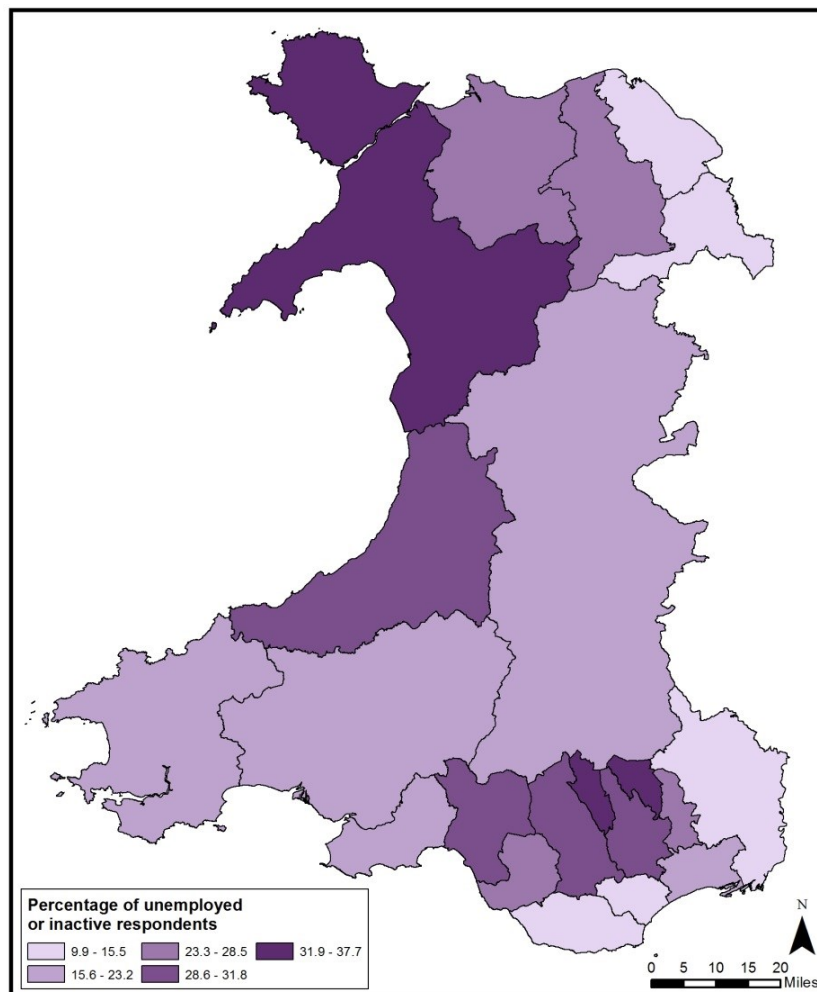 Percentage of unemployed
or inactive respondents
9.9 - 15.5
23.3 - 28.5
31.9 - 37.7
15.6 - 23.2
28.6 - 31.8
N
0 5 10 15 20
Miles